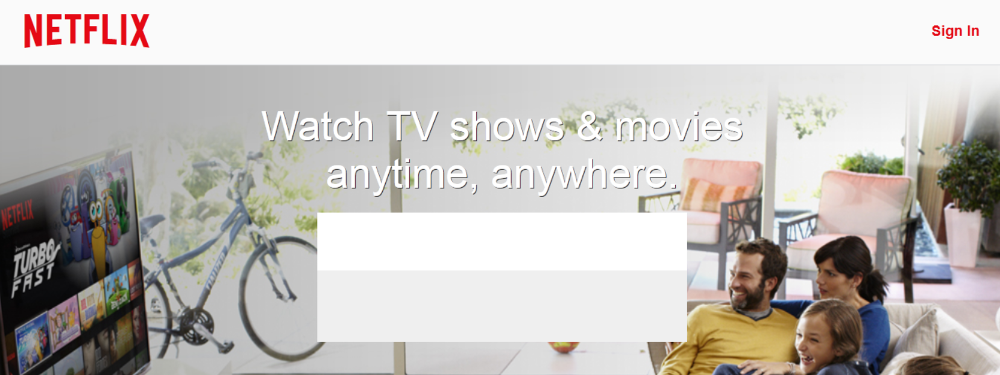 NETFLIX
Sign In
Watch TV shows & movies
anytime, anywhere.
NETFLIX
TURBO
FAST